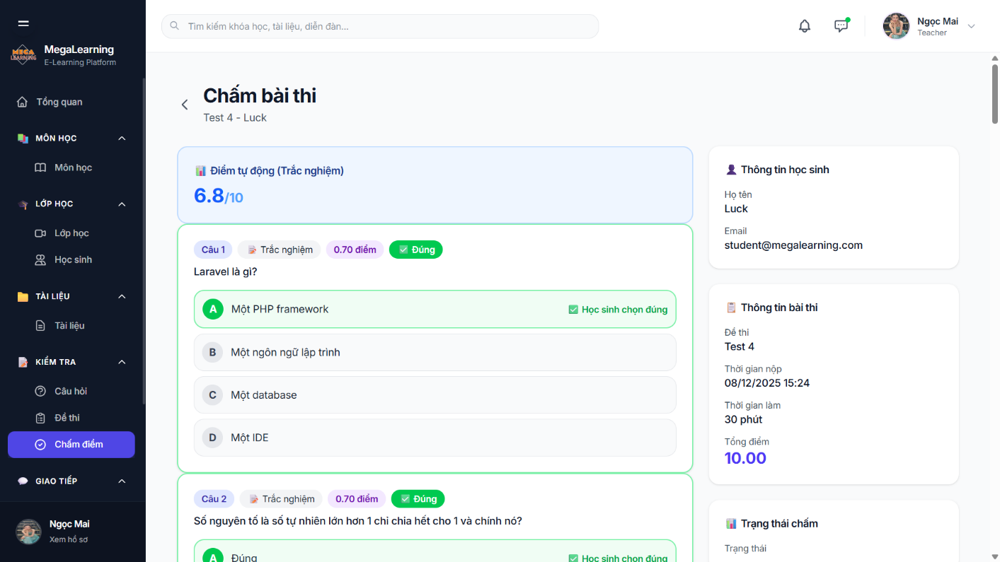 MEGA
LEARNING
MegaLearning
E-Learning Platform
Tổng quan
MÔN HỌC
Môn học
LỚP HỌC
Lớp học
Học sinh
TÀI LIỆU
Tài liệu
KIỂM TRA
Câu hỏi
Đề thi
Chấm điểm
GIAO TIẾP
Ngọc Mai
Xem hồ sơ
Tìm kiếm khóa học, tài liệu, diễn đàn...
Ngọc Mai
Teacher
Chấm bài thi
Test 4 - Luck
Điểm tự động (Trắc nghiệm)
6.8/10
Câu 1 Trắc nghiệm 0.70 điểm Đúng
Laravel là gì?
A Một PHP framework Học sinh chọn đúng
B Một ngôn ngữ lập trình
C Một database
D Một IDE
Câu 2 Trắc nghiệm 0.70 điểm Đúng
Số nguyên tố là số tự nhiên lớn hơn 1 chỉ chia hết cho 1 và chính nó?
A Đúng Học sinh chọn đúng
Thông tin học sinh
Họ tên
Luck
Email
student@megalearning.com
Thông tin bài thi
Đề thi
Test 4
Thời gian nộp
08/12/2025 15:24
Thời gian làm
30 phút
Tổng điểm
10.00
Trạng thái chấm
Trạng thái